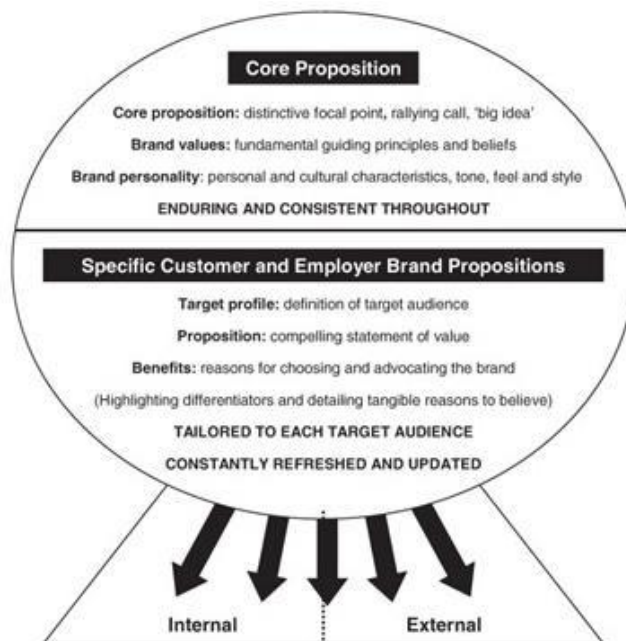 Core Proposition
Core proposition: distinctive focal point, rallying call, 'big idea'
Brand values: fundamental guiding principles and beliefs
Brand personality: personal and cultural characteristics, tone, feel and style
ENDURING AND CONSISTENT THROUGHOUT
Specific Customer and Employer Brand Propositions
Target profile: definition of target audience
Proposition: compelling statement of value
Benefits: reasons for choosing and advocating the brand
(Highlighting differentiators and detailing tangible reasons to believe)
TAILORED TO EACH TARGET AUDIENCE
CONSTANTLY REFRESHED AND UPDATED
Internal External